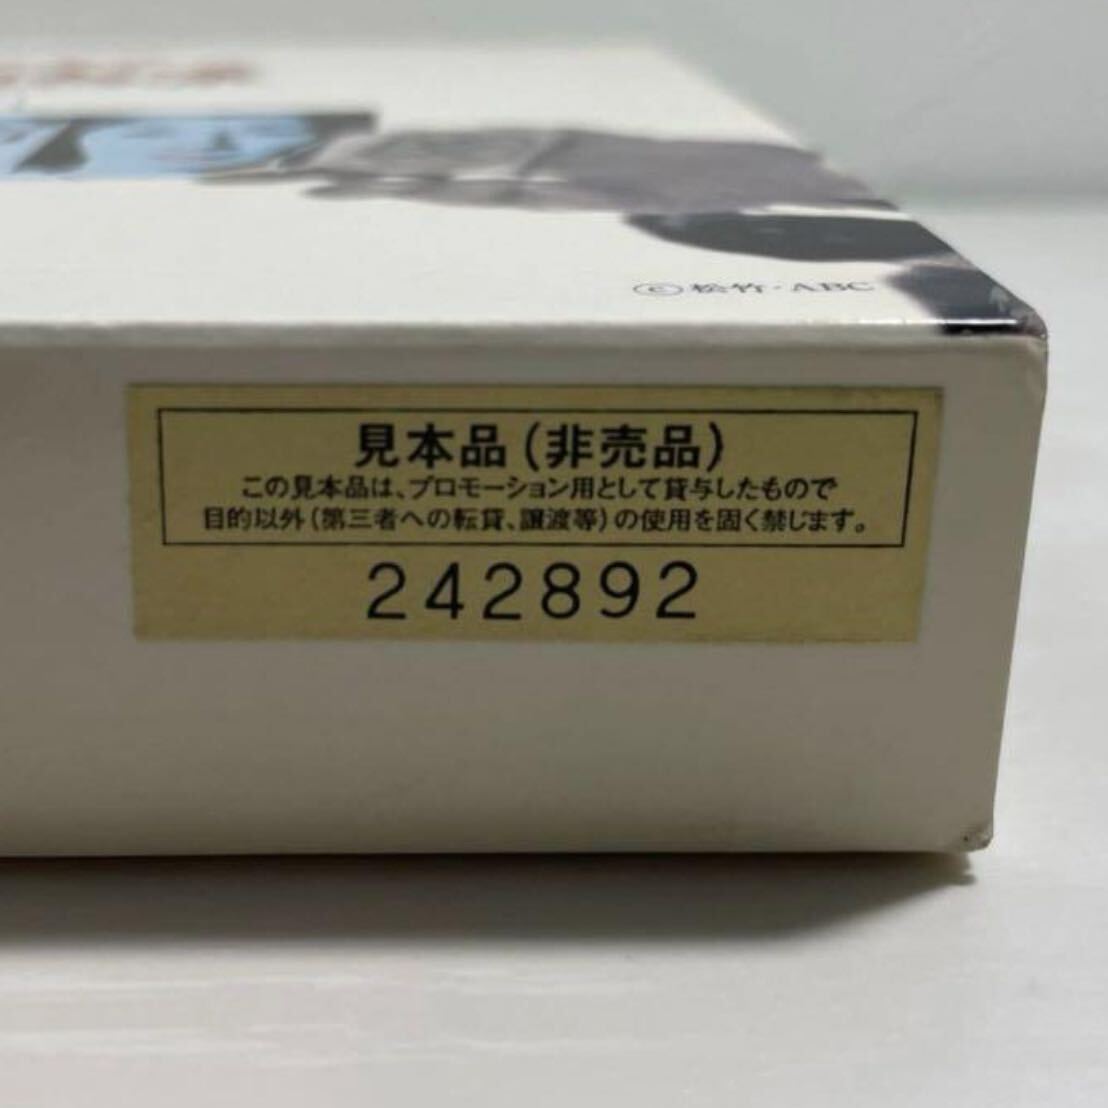 ©松竹・ABC
見本品(非売品)
この見本品は、プロモーション用として貸与したもので
目的以外(第三者への転貸、譲渡等)の使用を固く禁じます。
242892